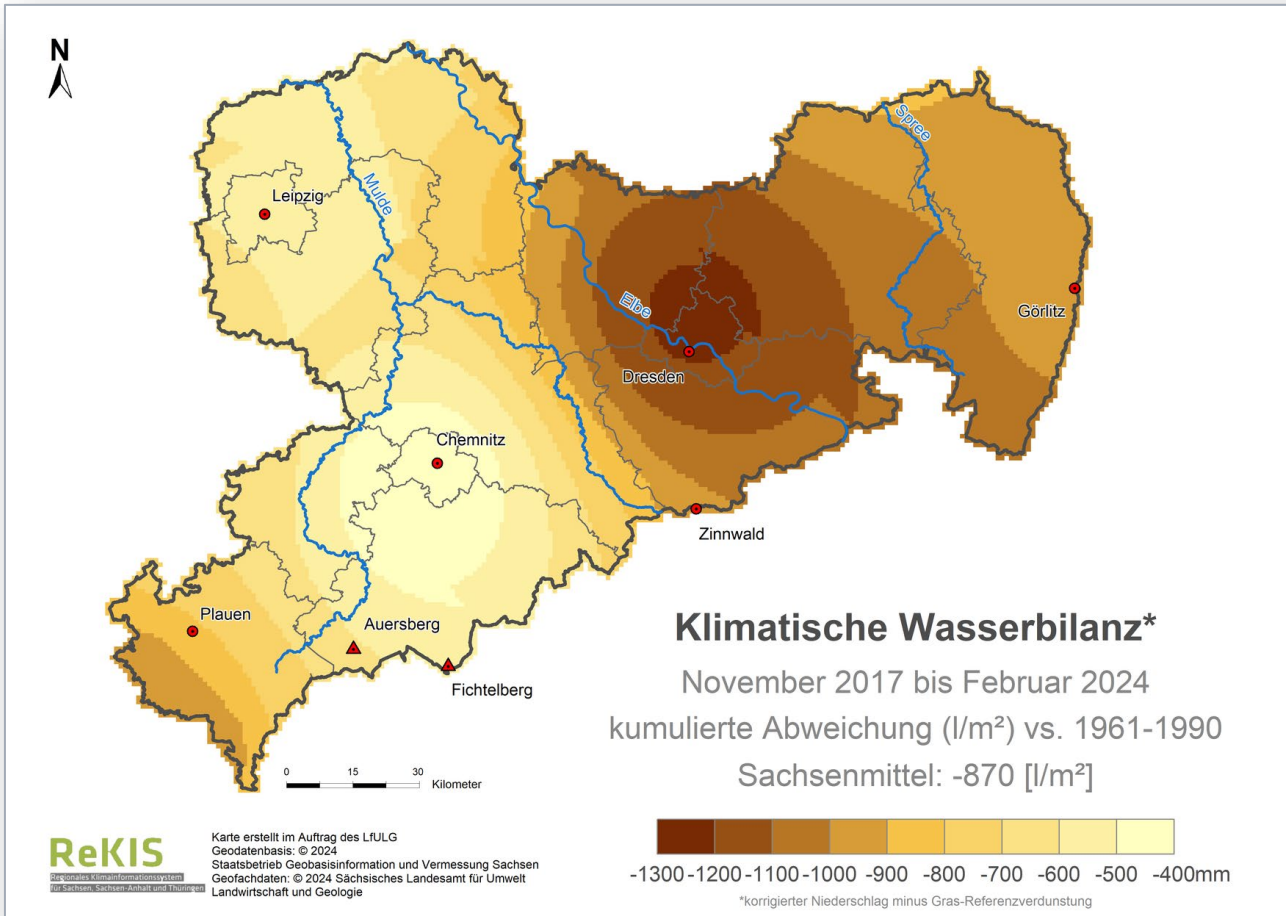 N
Leipzig
Mulde
Spree
Görlitz
Elbe
Dresden
Chemnitz
Zinnwald
Plauen
Auersberg
Fichtelberg
Klimatische Wasserbilanz*
November 2017 bis Februar 2024
kumulierte Abweichung (l/m²) vs. 1961-1990
Sachsenmittel: -870 [l/m²]
0 15 30
Kilometer
-1300 -1200 -1100 -1000 -900 -800 -700 -600 -500 -400mm
*korrigierter Niederschlag minus Gras-Referenzverdunstung
ReKIS
Regionales Klimainformationssystem
für Sachsen, Sachsen-Anhalt und Thüringen
Karte erstellt im Auftrag des LfULG
Geodatenbasis: © 2024
Staatsbetrieb Geobasisinformation und Vermessung Sachsen
Geofachdaten: © 2024 Sächsisches Landesamt für Umwelt
Landwirtschaft und Geologie